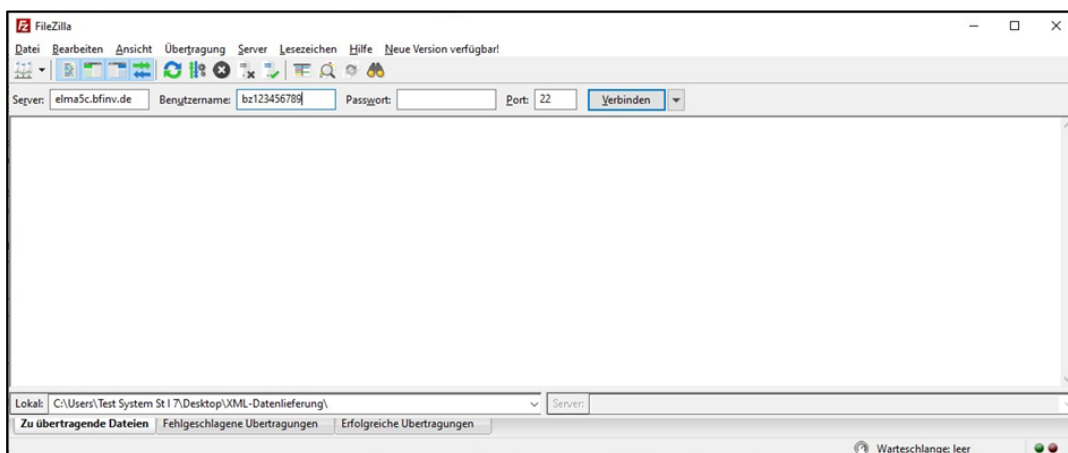 FileZilla
Datei Bearbeiten Ansicht Übertragung Server Lesezeichen Hilfe Neue Version verfügbar!
Server: elma5c.bfinv.de Benutzername: bz123456789 Passwort: Port: 22 Verbinden
Lokal: C:\Users\Test System St I 7\Desktop\XML-Datenlieferung\ Server:
Zu übertragende Dateien Fehlgeschlagene Übertragungen Erfolgreiche Übertragungen
Warteschlange: leer